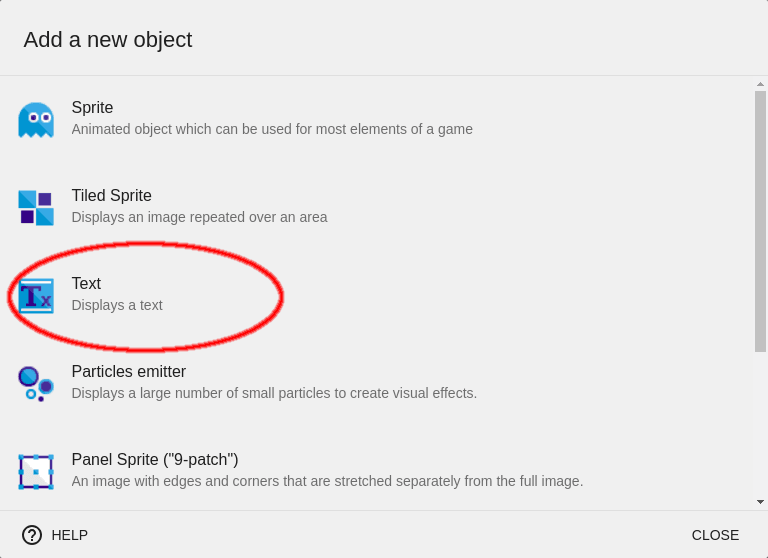 Add a new object
Sprite
Animated object which can be used for most elements of a game
Tiled Sprite
Displays an image repeated over an area
Tx
Text
Displays a text
Particles emitter
Displays a large number of small particles to create visual effects.
Panel Sprite ("9-patch")
An image with edges and corners that are stretched separately from the full image.
? HELP
CLOSE